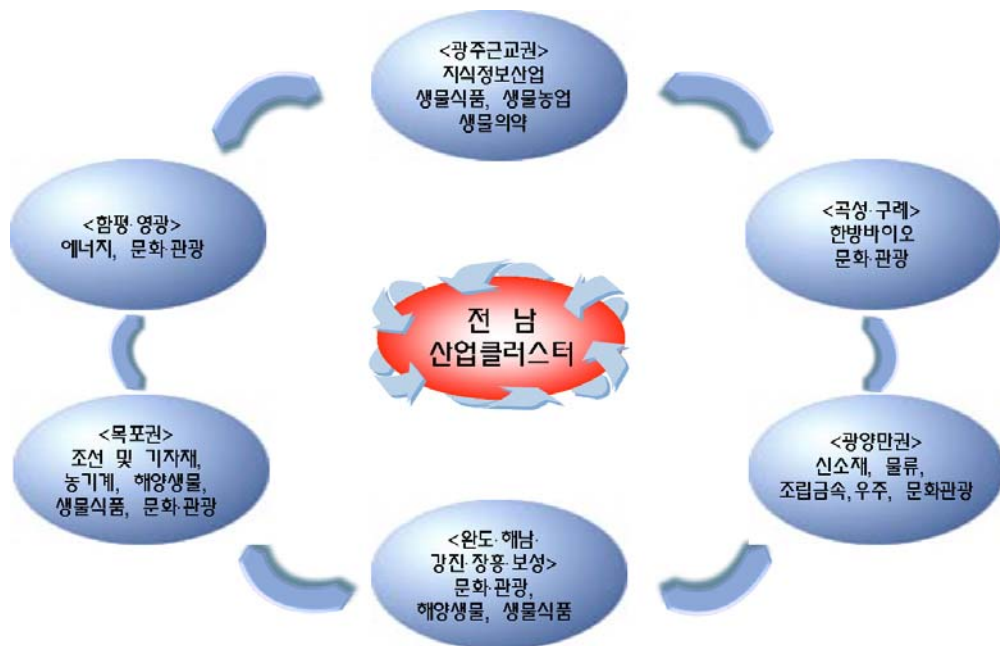 <광주근교권>
지식정보산업
생물식품, 생물농업
생물의약
<함평·영광>
에너지, 문화·관광
<곡성·구례>
한방바이오
문화·관광
전 남
산업클러스터
<목포권>
조선 및 기자재,
농기계, 해양생물,
생물식품, 문화·관광
<광양만권>
신소재, 물류,
조립금속,우주, 문화관광
<완도·해남·
강진·장흥·보성>
문화·관광,
해양생물, 생물식품